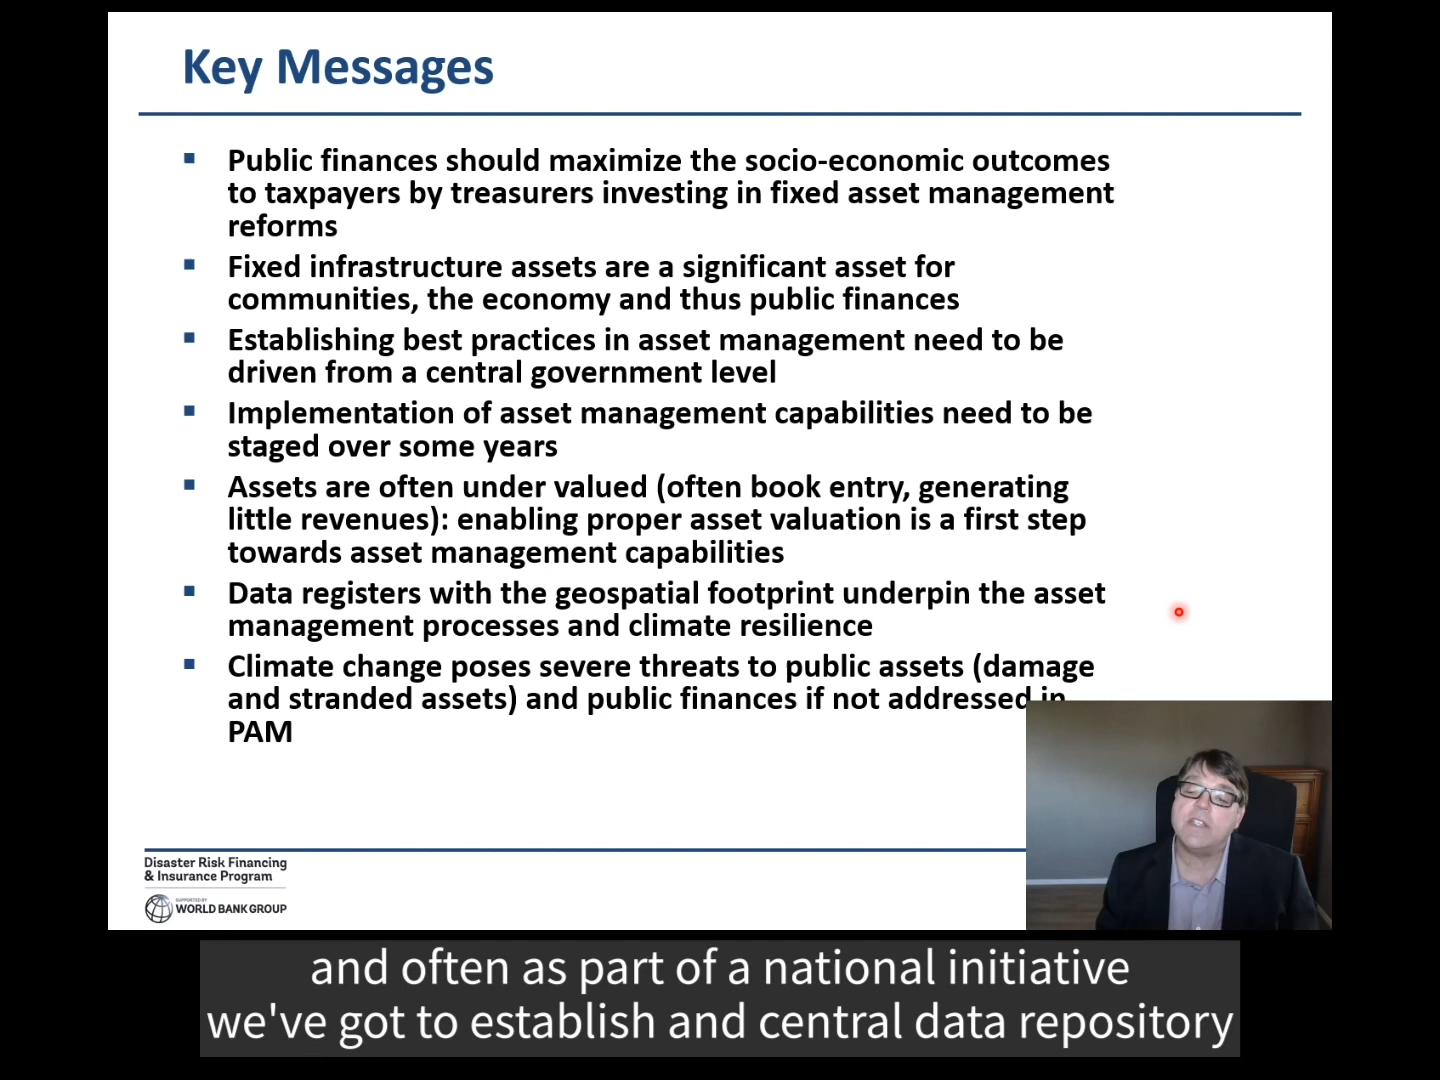 Key Messages
Public finances should maximize the socio-economic outcomes
to taxpayers by treasurers investing in fixed asset management
reforms
Fixed infrastructure assets are a significant asset for
communities, the economy and thus public finances
Establishing best practices in asset management need to be
driven from a central government level
Implementation of asset management capabilities need to be
staged over some years
Assets are often under valued (often book entry, generating
little revenues): enabling proper asset valuation is a first step
towards asset management capabilities
Data registers with the geospatial footprint underpin the asset
management processes and climate resilience
Climate change poses severe threats to public assets (damage
and stranded assets) and public finances if not addressed in
PAM
Disaster Risk Financing
& Insurance Program
SUPPORTED BY
WORLD BANK GROUP
and often as part of a national initiative
we've got to establish and central data repository